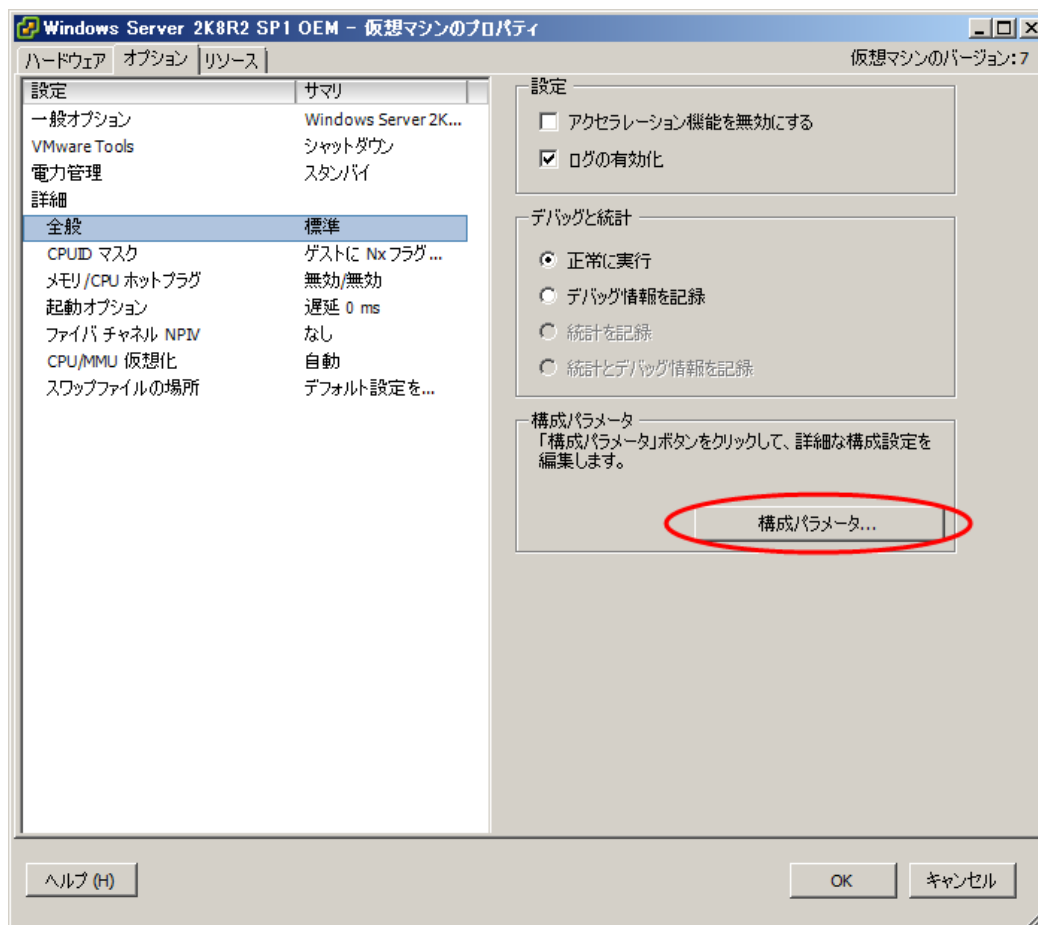 Windows Server 2K8R2 SP1 OEM - 仮想マシンのプロパティ
ハードウェア オプション リソース 仮想マシンのバージョン: 7
設定 サマリ
一般オプション Windows Server 2K...
VMware Tools シャットダウン
電力管理 スタンバイ
詳細
全般 標準
CPUID マスク ゲストに Nx フラグ...
メモリ/CPU ホットプラグ 無効/無効
起動オプション 遅延 0 ms
ファイバ チャネル NPIV なし
CPU/MMU 仮想化 自動
スワップファイルの場所 デフォルト設定を...
設定
アクセラレーション機能を無効にする
ログの有効化
デバッグと統計
正常に実行
デバッグ情報を記録
統計を記録
統計とデバッグ情報を記録
構成パラメータ
「構成パラメータ」ボタンをクリックして、詳細な構成設定を
編集します。
構成パラメータ...
ヘルプ (H) OK キャンセル